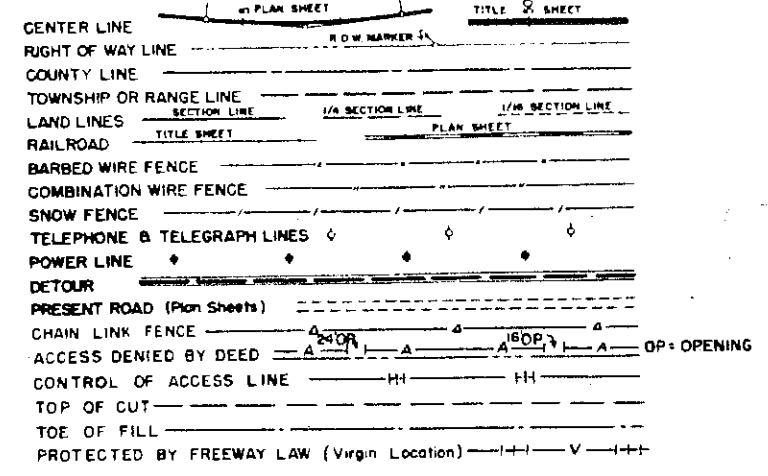 on PLAN SHEET TITLE SHEET
CENTER LINE
R.O.W. MARKER
RIGHT OF WAY LINE
COUNTY LINE
TOWNSHIP OR RANGE LINE
SECTION LINE 1/4 SECTION LINE 1/16 SECTION LINE
LAND LINES
RAILROAD TITLE SHEET PLAN SHEET
BARBED WIRE FENCE
COMBINATION WIRE FENCE
SNOW FENCE
TELEPHONE & TELEGRAPH LINES
POWER LINE
DETOUR
PRESENT ROAD (Plan Sheets)
CHAIN LINK FENCE
24'OP. 16'OP.
ACCESS DENIED BY DEED A A A A OP = OPENING
CONTROL OF ACCESS LINE
TOP OF CUT
TOE OF FILL
PROTECTED BY FREEWAY LAW (Virgin Location) V